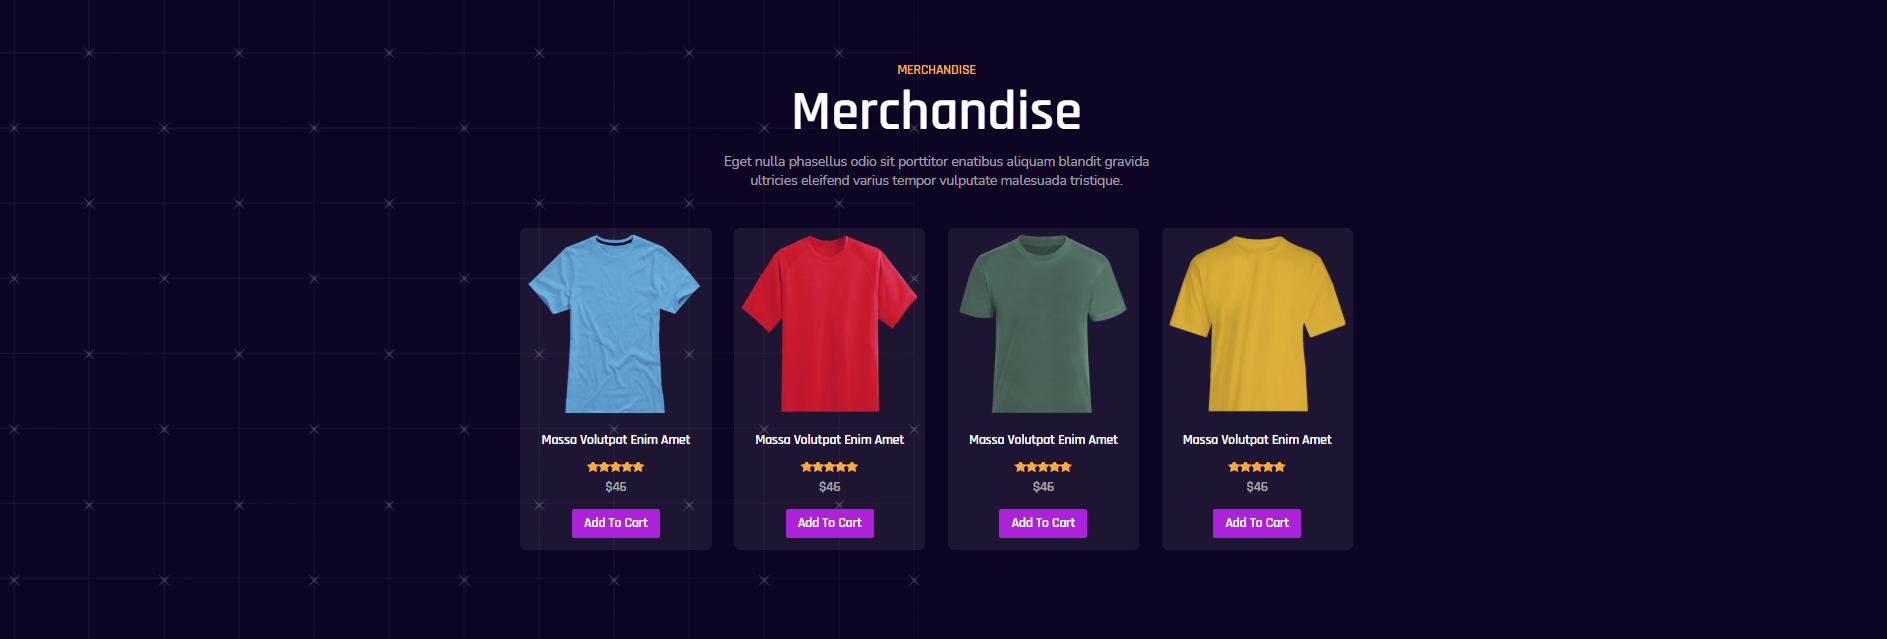 MERCHANDISE
Merchandise
Eget nulla phasellus odio sit porttitor enatibus aliquam blandit gravida
ultricies eleifend varius tempor vulputate malesuada tristique.
Massa Volutpat Enim Amet
$46
Add To Cart
Massa Volutpat Enim Amet
$46
Add To Cart
Massa Volutpat Enim Amet
$46
Add To Cart
Massa Volutpat Enim Amet
$46
Add To Cart